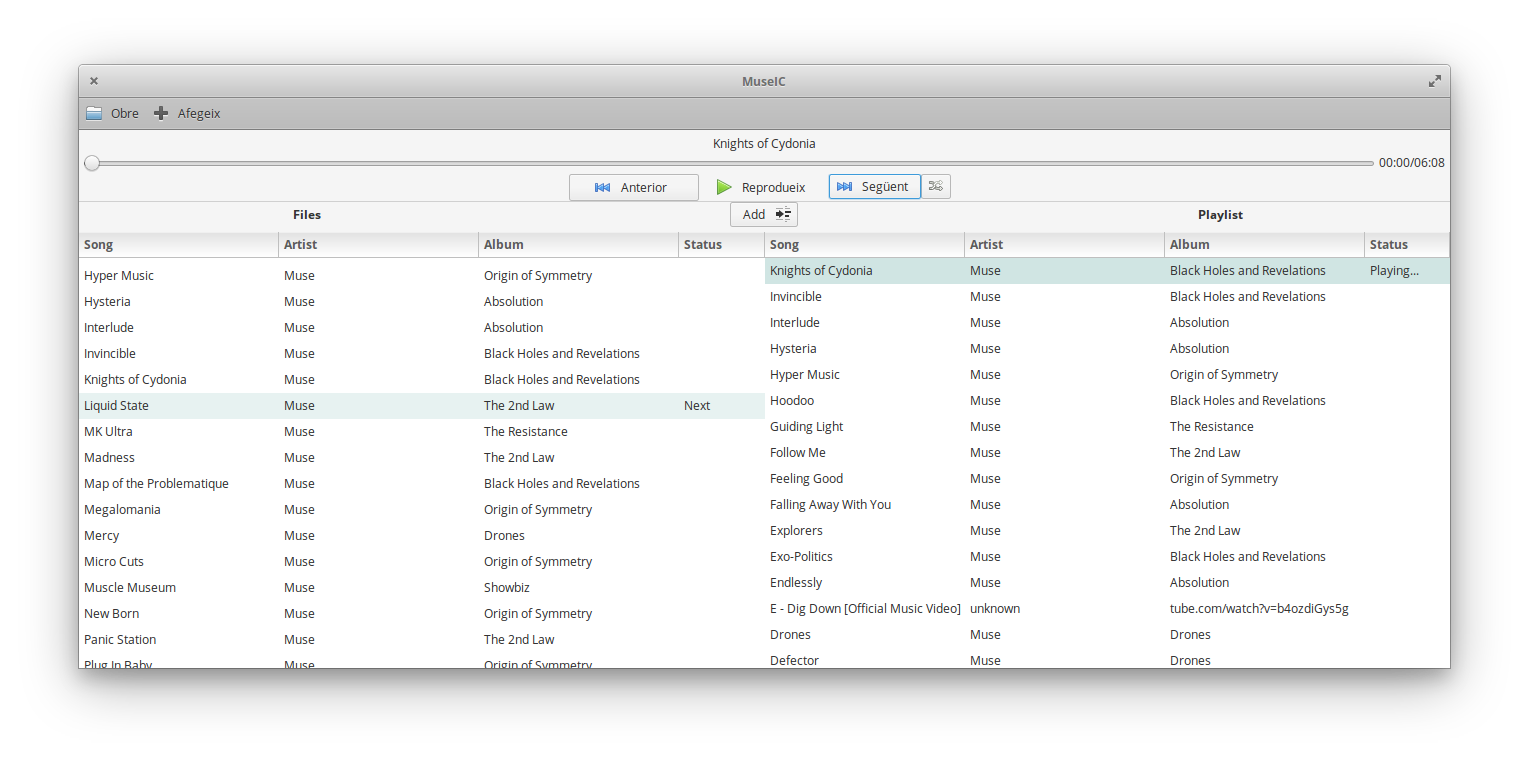 MuseIC
Obre Afegeix
Knights of Cydonia
00:00/06:08
Anterior Reprodueix Següent
Files Add Playlist
Song Artist Album Status Song Artist Album Status
Hyper Music Muse Origin of Symmetry
Hysteria Muse Absolution
Interlude Muse Absolution
Invincible Muse Black Holes and Revelations
Knights of Cydonia Muse Black Holes and Revelations
Liquid State Muse The 2nd Law Next
MK Ultra Muse The Resistance
Madness Muse The 2nd Law
Map of the Problematique Muse Black Holes and Revelations
Megalomania Muse Origin of Symmetry
Mercy Muse Drones
Micro Cuts Muse Origin of Symmetry
Muscle Museum Muse Showbiz
New Born Muse Origin of Symmetry
Panic Station Muse The 2nd Law
Plug In Baby Muse Origin of Symmetry
Knights of Cydonia Muse Black Holes and Revelations Playing...
Invincible Muse Black Holes and Revelations
Interlude Muse Absolution
Hysteria Muse Absolution
Hyper Music Muse Origin of Symmetry
Hoodoo Muse Black Holes and Revelations
Guiding Light Muse The Resistance
Follow Me Muse The 2nd Law
Feeling Good Muse Origin of Symmetry
Falling Away With You Muse Absolution
Explorers Muse The 2nd Law
Exo-Politics Muse Black Holes and Revelations
Endlessly Muse Absolution
E - Dig Down [Official Music Video] unknown tube.com/watch?v=b4ozdiGys5g
Drones Muse Drones
Defector Muse Drones